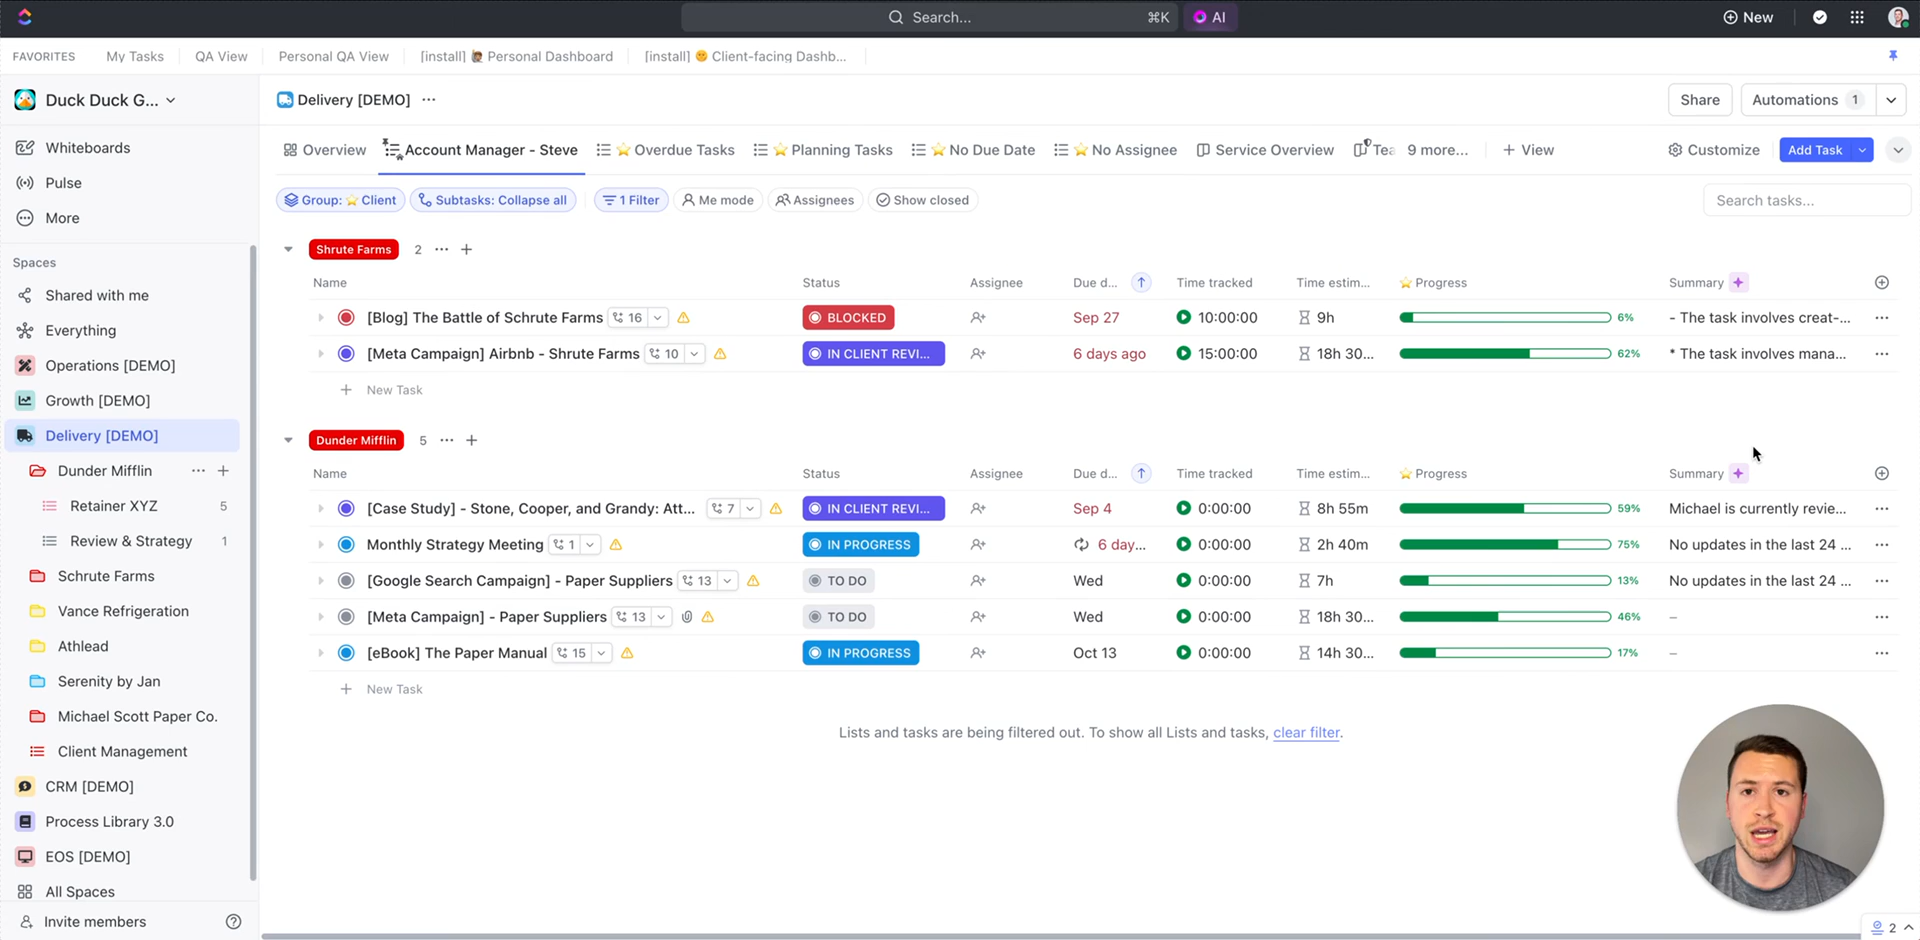 Search...
⌘K
AI
New
FAVORITES
My Tasks
QA View
Personal QA View
[install] 🙋🏽 Personal Dashboard
[install] 🤫 Client-facing Dashb...
Duck Duck G...
Delivery [DEMO]
Share
Automations 1
Whiteboards
Pulse
More
Spaces
Shared with me
Everything
Operations [DEMO]
Growth [DEMO]
Delivery [DEMO]
Dunder Mifflin
Retainer XYZ 5
Review & Strategy 1
Schrute Farms
Vance Refrigeration
Athlead
Serenity by Jan
Michael Scott Paper Co.
Client Management
CRM [DEMO]
Process Library 3.0
EOS [DEMO]
All Spaces
Invite members
Overview
Account Manager - Steve
⭐ Overdue Tasks
⭐ Planning Tasks
⭐ No Due Date
⭐ No Assignee
Service Overview
Tea
9 more...
+ View
Customize
Add Task
Group: ⭐ Client
Subtasks: Collapse all
1 Filter
Me mode
Assignees
Show closed
Search tasks...
Shrute Farms 2
Name Status Assignee Due d... Time tracked Time estim... ⭐ Progress Summary
[Blog] The Battle of Schrute Farms 16 BLOCKED Sep 27 10:00:00 9h 6% - The task involves creat-...
[Meta Campaign] Airbnb - Shrute Farms 10 IN CLIENT REVI... 6 days ago 15:00:00 18h 30... 62% * The task involves mana...
New Task
Dunder Mifflin 5
Name Status Assignee Due d... Time tracked Time estim... ⭐ Progress Summary
[Case Study] - Stone, Cooper, and Grandy: Att... 7 IN CLIENT REVI... Sep 4 0:00:00 8h 55m 59% Michael is currently revie...
Monthly Strategy Meeting 1 IN PROGRESS 6 day... 0:00:00 2h 40m 75% No updates in the last 24 ...
[Google Search Campaign] - Paper Suppliers 13 TO DO Wed 0:00:00 7h 13% No updates in the last 24 ...
[Meta Campaign] - Paper Suppliers 13 TO DO Wed 0:00:00 18h 30... 46% –
[eBook] The Paper Manual 15 IN PROGRESS Oct 13 0:00:00 14h 30... 17% –
New Task
Lists and tasks are being filtered out. To show all Lists and tasks, clear filter.
2